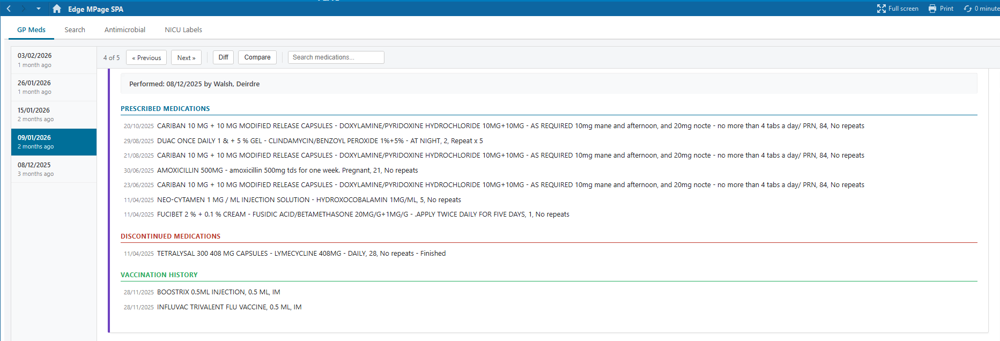 Edge MPage SPA
Full screen
Print
0 minute
GP Meds
Search
Antimicrobial
NICU Labels
03/02/2026
1 month ago
26/01/2026
1 month ago
15/01/2026
2 months ago
09/01/2026
2 months ago
08/12/2025
3 months ago
4 of 5
« Previous
Next »
Diff
Compare
Search medications...
Performed: 08/12/2025 by Walsh, Deirdre
PRESCRIBED MEDICATIONS
20/10/2025 CARIBAN 10 MG + 10 MG MODIFIED RELEASE CAPSULES - DOXYLAMINE/PYRIDOXINE HYDROCHLORIDE 10MG+10MG - AS REQUIRED 10mg mane and afternoon, and 20mg nocte - no more than 4 tabs a day/ PRN, 84, No repeats
29/08/2025 DUAC ONCE DAILY 1 & + 5 % GEL - CLINDAMYCIN/BENZOYL PEROXIDE 1%+5% - AT NIGHT, 2, Repeat x 5
21/08/2025 CARIBAN 10 MG + 10 MG MODIFIED RELEASE CAPSULES - DOXYLAMINE/PYRIDOXINE HYDROCHLORIDE 10MG+10MG - AS REQUIRED 10mg mane and afternoon, and 20mg nocte - no more than 4 tabs a day/ PRN, 84, No repeats
30/06/2025 AMOXICILLIN 500MG - amoxicillin 500mg tds for one week. Pregnant, 21, No repeats
23/06/2025 CARIBAN 10 MG + 10 MG MODIFIED RELEASE CAPSULES - DOXYLAMINE/PYRIDOXINE HYDROCHLORIDE 10MG+10MG - AS REQUIRED 10mg mane and afternoon, and 20mg nocte - no more than 4 tabs a day/ PRN, 84, No repeats
11/04/2025 NEO-CYTAMEN 1 MG / ML INJECTION SOLUTION - HYDROXOCOBALAMIN 1MG/ML, 5, No repeats
11/04/2025 FUCIBET 2 % + 0.1 % CREAM - FUSIDIC ACID/BETAMETHASONE 20MG/G+1MG/G - .APPLY TWICE DAILY FOR FIVE DAYS, 1, No repeats
DISCONTINUED MEDICATIONS
11/04/2025 TETRALYSAL 300 408 MG CAPSULES - LYMECYCLINE 408MG - DAILY, 28, No repeats - Finished
VACCINATION HISTORY
28/11/2025 BOOSTRIX 0.5ML INJECTION, 0.5 ML, IM
28/11/2025 INFLUVAC TRIVALENT FLU VACCINE, 0.5 ML, IM